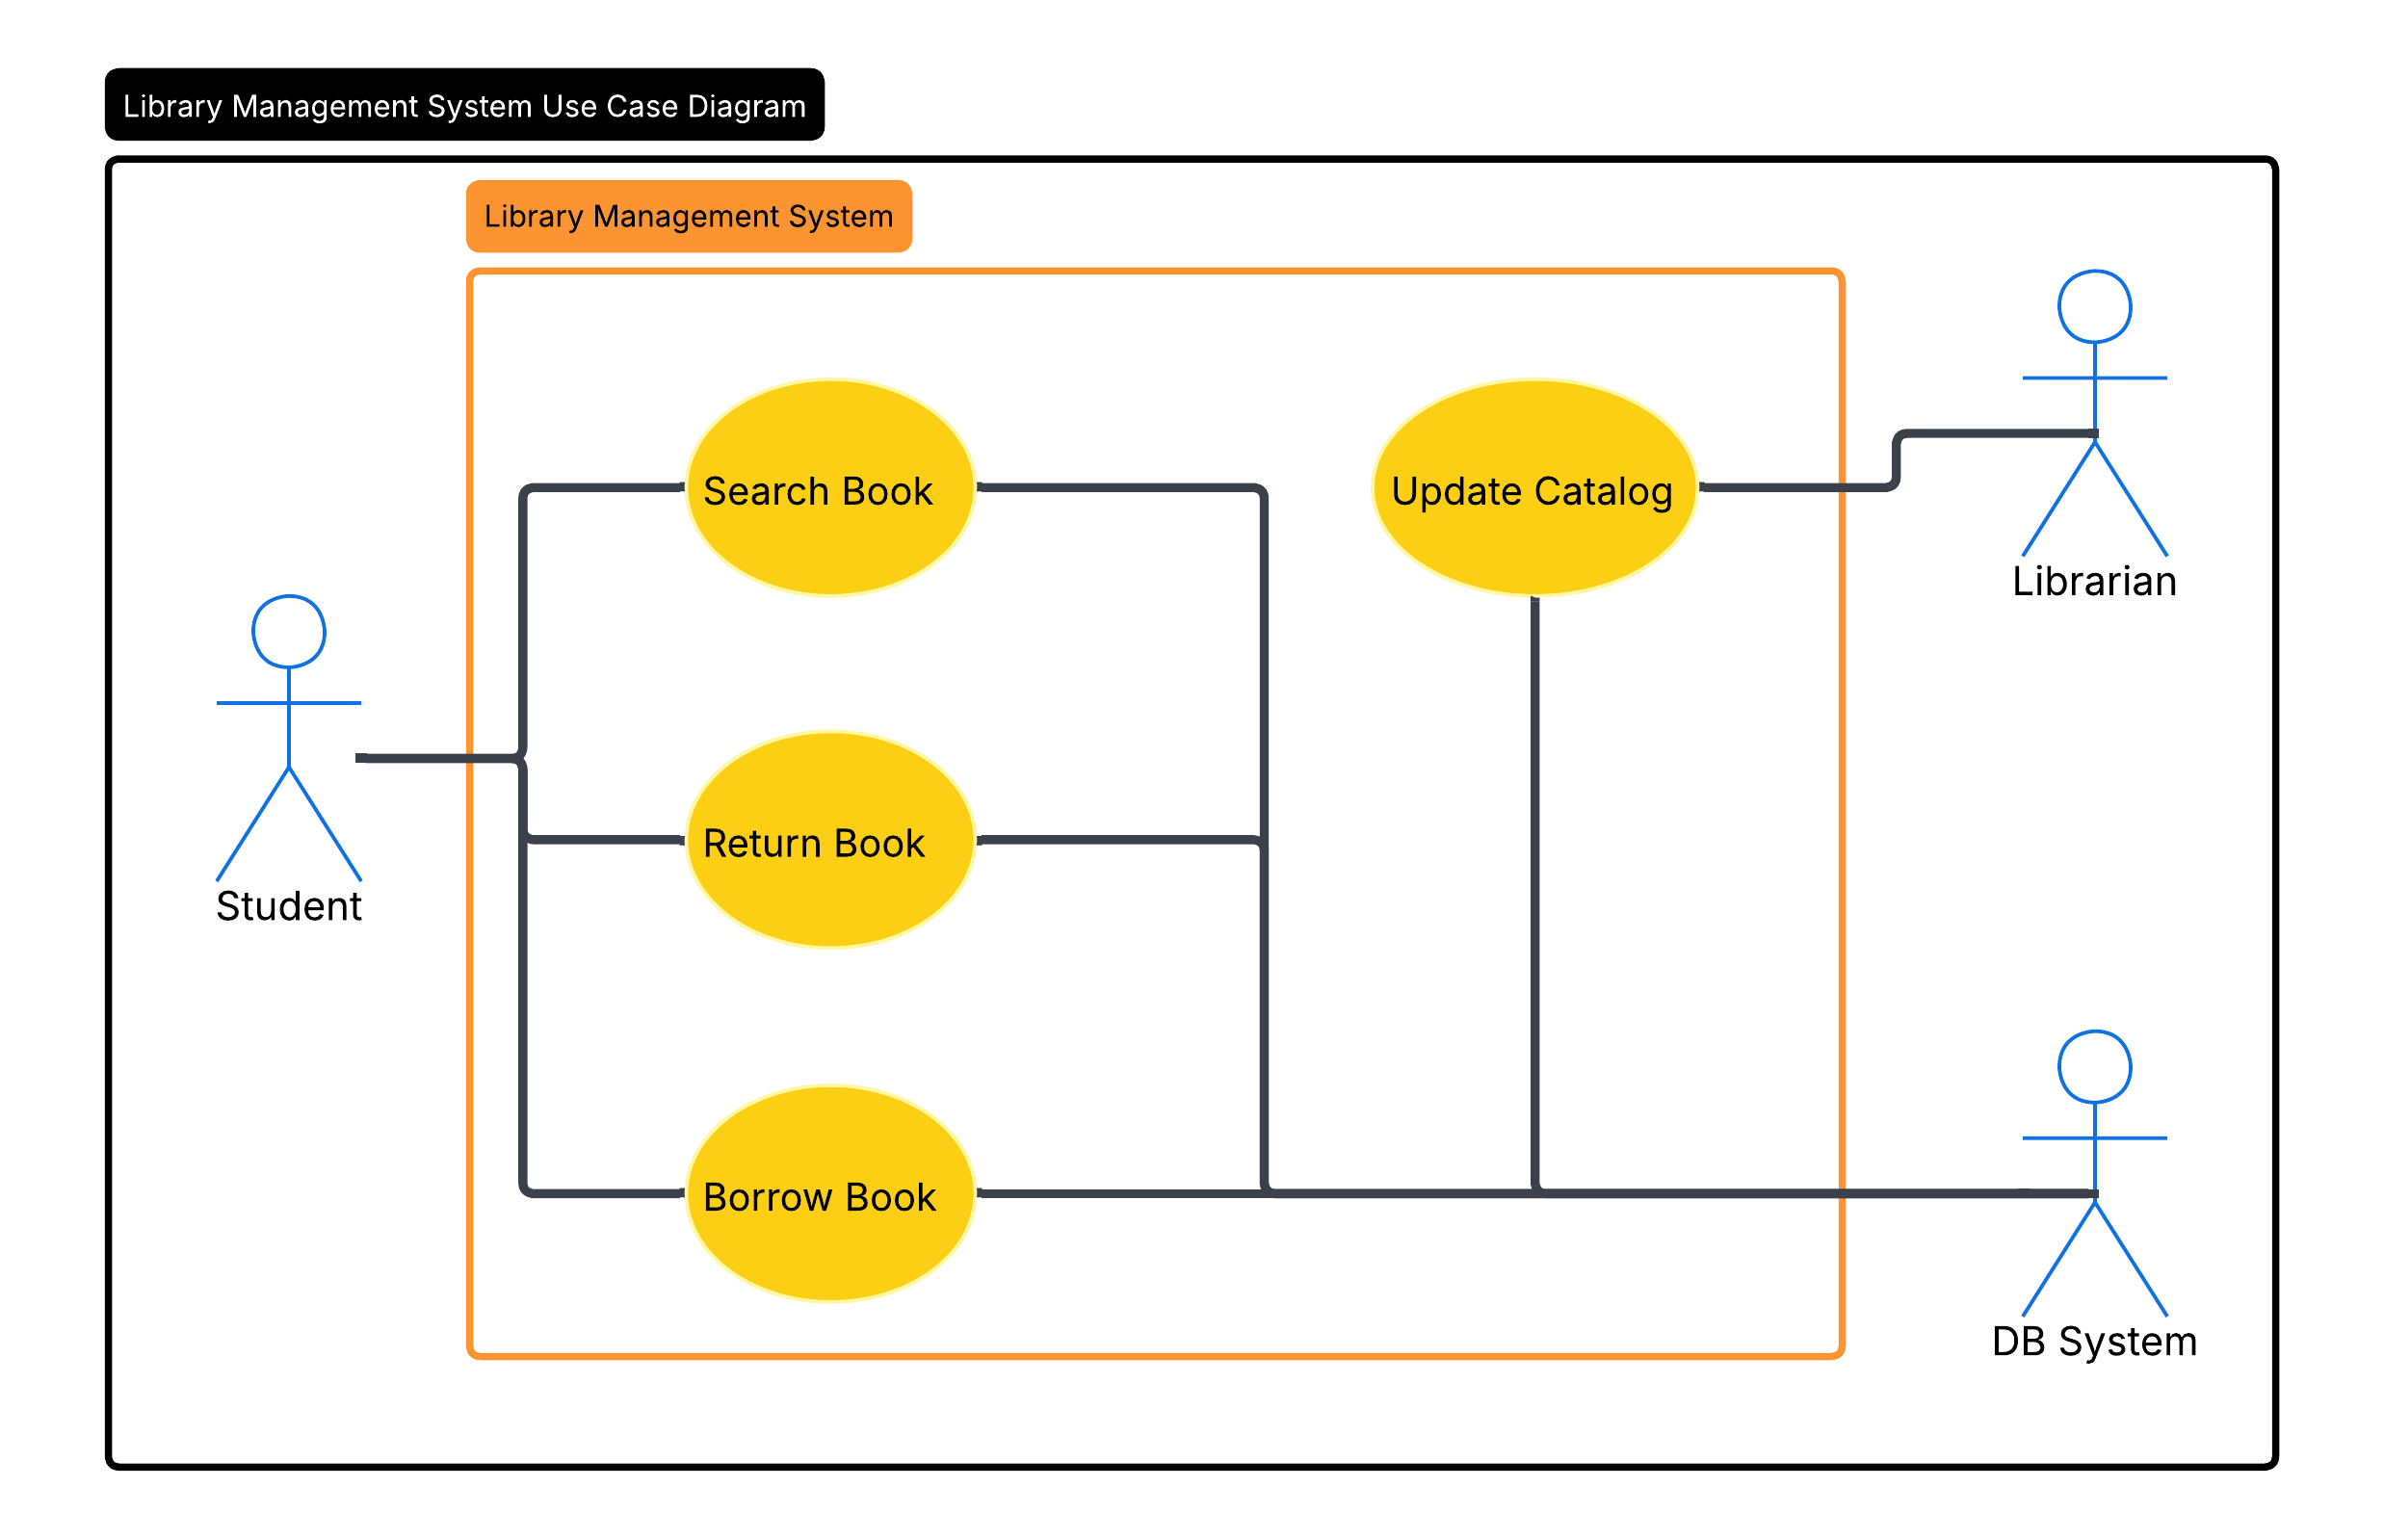 Library Management System Use Case Diagram
Library Management System
Search Book
Update Catalog
Librarian
Return Book
Student
Borrow Book
DB System